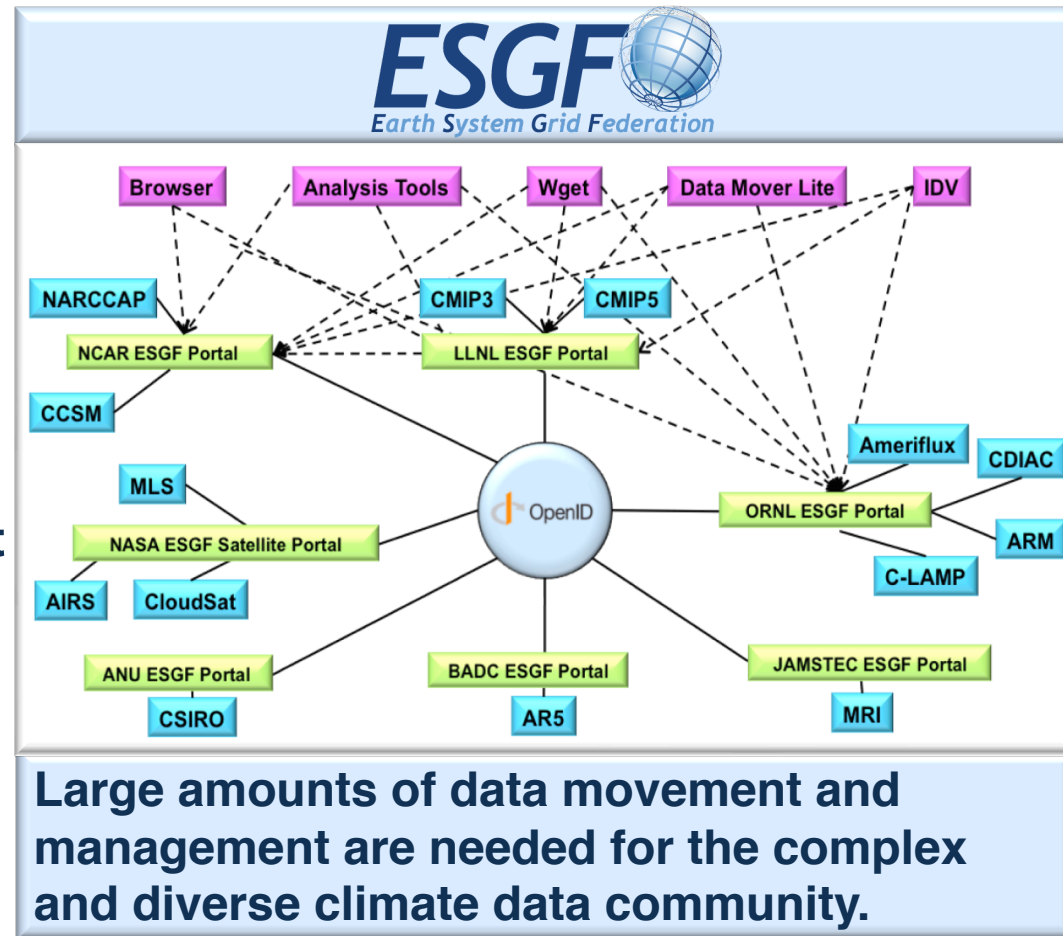 ESGF
Earth System Grid Federation
Browser
Analysis Tools
Wget
Data Mover Lite
IDV
NARCCAP
CMIP3
CMIP5
NCAR ESGF Portal
LLNL ESGF Portal
CCSM
Ameriflux
CDIAC
MLS
OpenID
ORNL ESGF Portal
NASA ESGF Satellite Portal
ARM
AIRS
CloudSat
C-LAMP
ANU ESGF Portal
BADC ESGF Portal
JAMSTEC ESGF Portal
CSIRO
AR5
MRI
Large amounts of data movement and
management are needed for the complex
and diverse climate data community.